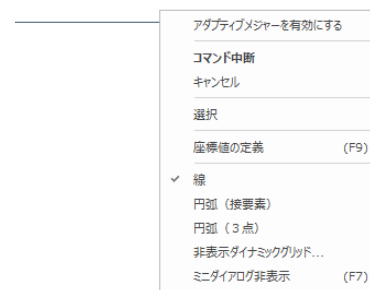 アダプティブメジャーを有効にする
コマンド中断
キャンセル
選択
座標値の定義 (F9)
✓ 線
円弧（接要素）
円弧（３点）
非表示ダイナミックグリッド...
ミニダイアログ非表示 (F7)